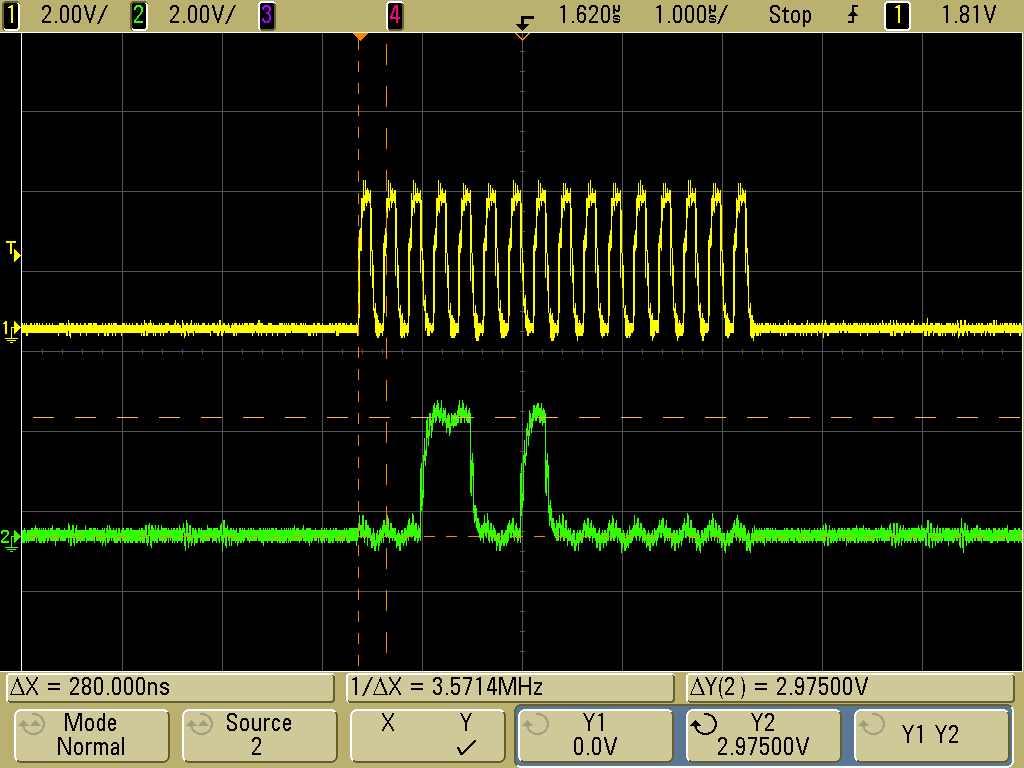 1 2.00V/ 2 2.00V/ 3 4 1.620µs 1.000µs/ Stop 1 1.81V
T
1
2
ΔX = 280.000ns 1/ΔX = 3.5714MHz ΔY(2) = 2.97500V
Mode Source X Y Y1 Y2 Y1 Y2
Normal 2 ✓ 0.0V 2.97500V